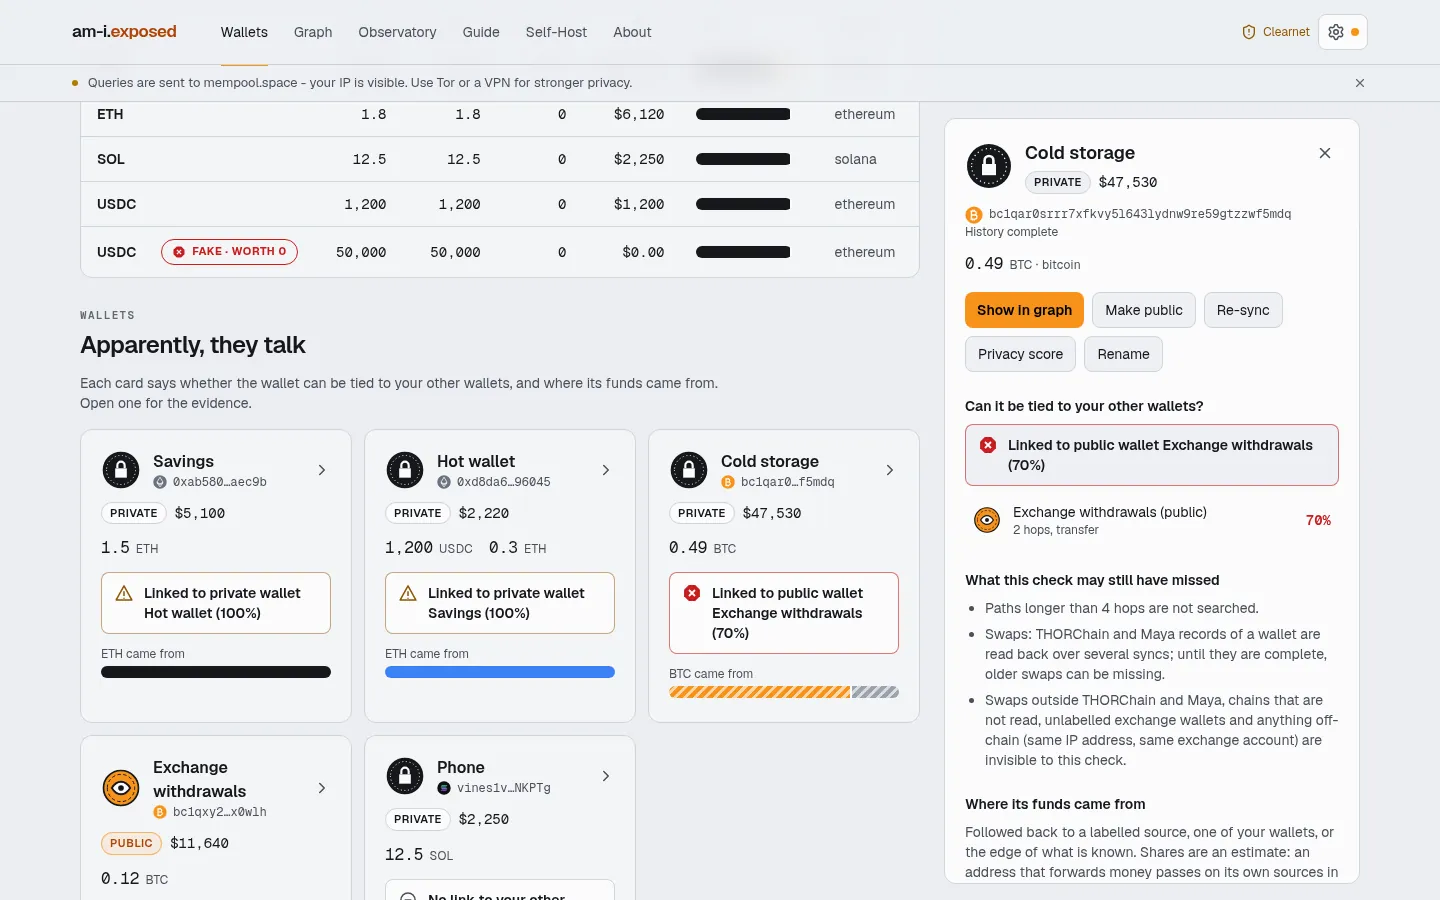 am-i.exposed
Wallets
Graph
Observatory
Guide
Self-Host
About
Clearnet
Queries are sent to mempool.space - your IP is visible. Use Tor or a VPN for stronger privacy.
ETH 1.8 1.8 0 $6,120 ethereum
SOL 12.5 12.5 0 $2,250 solana
USDC 1,200 1,200 0 $1,200 ethereum
USDC FAKE · WORTH 0 50,000 50,000 0 $0.00 ethereum
WALLETS
Apparently, they talk
Each card says whether the wallet can be tied to your other wallets, and where its funds came from.
Open one for the evidence.
Savings
0xab580…aec9b
PRIVATE $5,100
1.5 ETH
Linked to private wallet
Hot wallet (100%)
ETH came from
Hot wallet
0xd8da6…96045
PRIVATE $2,220
1,200 USDC 0.3 ETH
Linked to private wallet
Savings (100%)
ETH came from
Cold storage
bc1qar0…f5mdq
PRIVATE $47,530
0.49 BTC
Linked to public wallet
Exchange withdrawals
(70%)
BTC came from
Exchange
withdrawals
bc1qxy2…x0wlh
PUBLIC $11,640
0.12 BTC
Phone
vines1v…NKPTg
PRIVATE $2,250
12.5 SOL
No link to your other
Cold storage
PRIVATE $47,530
bc1qar0srrr7xfkvy5l643lydnw9re59gtzzwf5mdq
History complete
0.49 BTC · bitcoin
Show in graph
Make public
Re-sync
Privacy score
Rename
Can it be tied to your other wallets?
Linked to public wallet Exchange withdrawals
(70%)
Exchange withdrawals (public)
2 hops, transfer
70%
What this check may still have missed
• Paths longer than 4 hops are not searched.
• Swaps: THORChain and Maya records of a wallet are
read back over several syncs; until they are complete,
older swaps can be missing.
• Swaps outside THORChain and Maya, chains that are
not read, unlabelled exchange wallets and anything off-
chain (same IP address, same exchange account) are
invisible to this check.
Where its funds came from
Followed back to a labelled source, one of your wallets, or
the edge of what is known. Shares are an estimate: an
address that forwards money passes on its own sources in